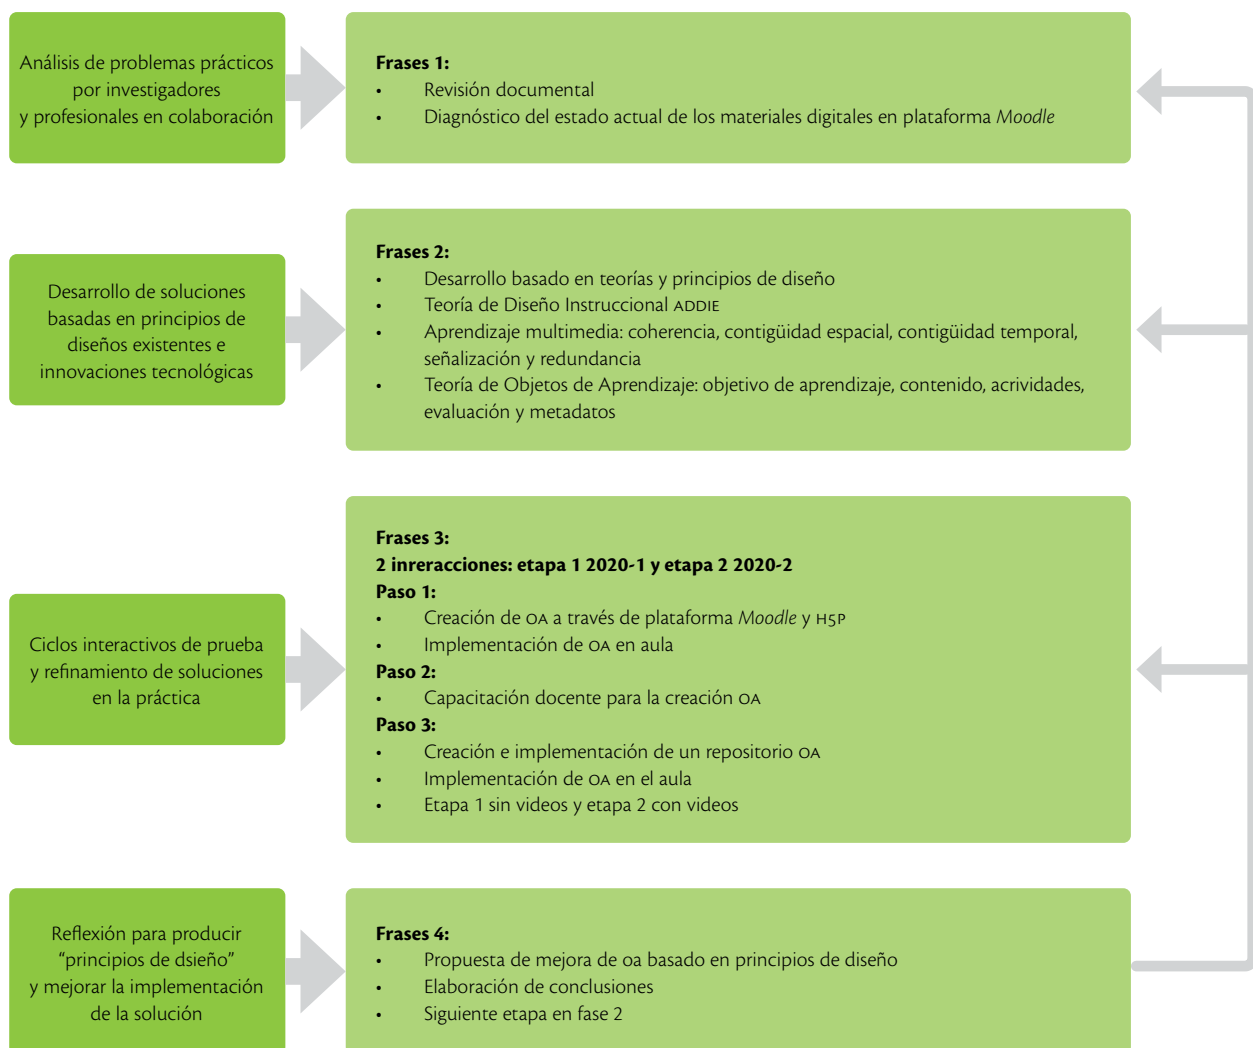 Análisis de problemas prácticos
por investigadores
y profesionales en colaboración
Frases 1:
• Revisión documental
• Diagnóstico del estado actual de los materiales digitales en plataforma Moodle
Desarrollo de soluciones
basadas en principios de
diseños existentes e
innovaciones tecnológicas
Frases 2:
• Desarrollo basado en teorías y principios de diseño
• Teoría de Diseño Instruccional ADDIE
• Aprendizaje multimedia: coherencia, contigüidad espacial, contigüidad temporal,
señalización y redundancia
• Teoría de Objetos de Aprendizaje: objetivo de aprendizaje, contenido, acrividades,
evaluación y metadatos
Ciclos interactivos de prueba
y refinamiento de soluciones
en la práctica
Frases 3:
2 inreracciones: etapa 1 2020-1 y etapa 2 2020-2
Paso 1:
• Creación de OA a través de plataforma Moodle y H5P
• Implementación de OA en aula
Paso 2:
• Capacitación docente para la creación OA
Paso 3:
• Creación e implementación de un repositorio OA
• Implementación de OA en el aula
• Etapa 1 sin videos y etapa 2 con videos
Reflexión para producir
“principios de dsieño”
y mejorar la implementación
de la solución
Frases 4:
• Propuesta de mejora de oa basado en principios de diseño
• Elaboración de conclusiones
• Siguiente etapa en fase 2